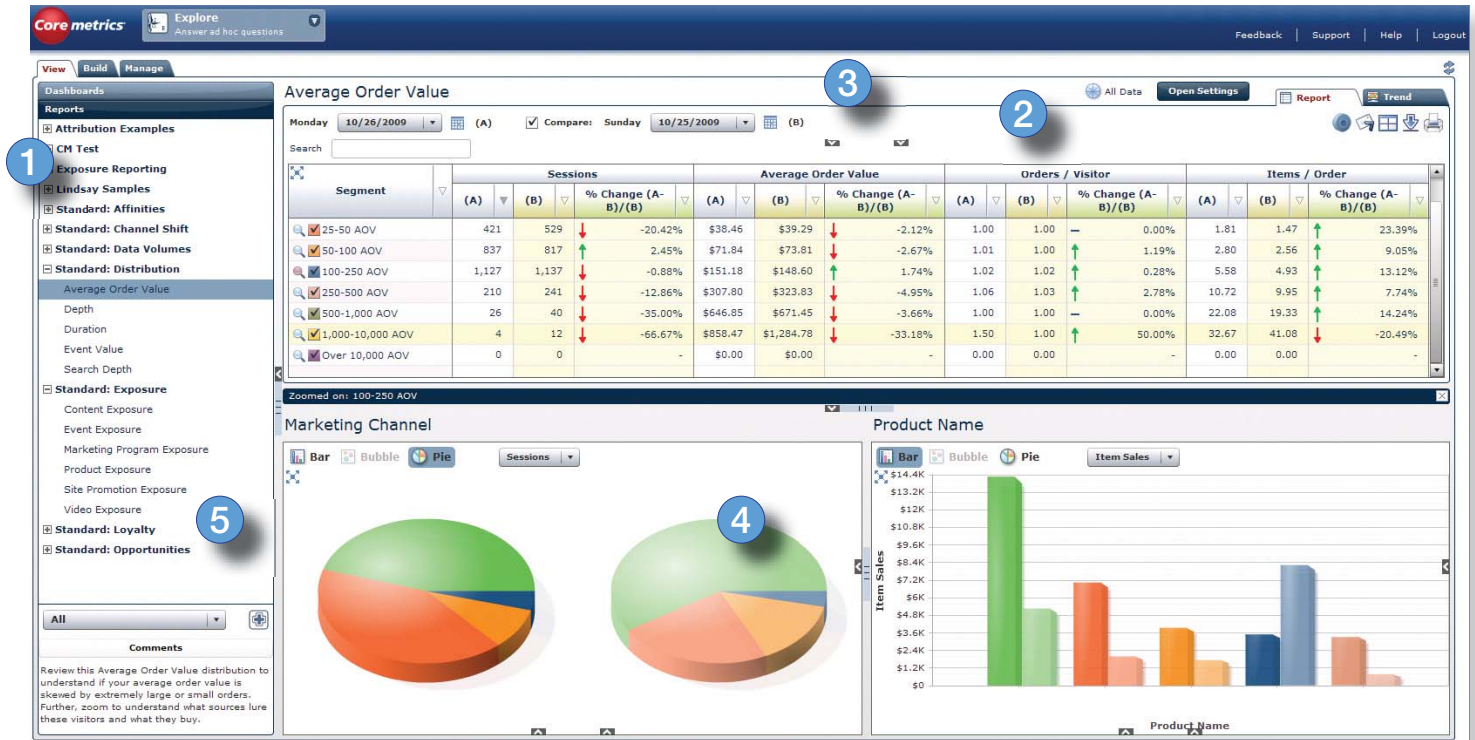 Coremetrics
Explore
Answer ad hoc questions
Feedback | Support | Help | Logout
View Build Manage
Dashboards
Reports
Attribution Examples
1
CM Test
Exposure Reporting
Lindsay Samples
Standard: Affinities
Standard: Channel Shift
Standard: Data Volumes
Standard: Distribution
Average Order Value
Depth
Duration
Event Value
Search Depth
Standard: Exposure
Content Exposure
Event Exposure
Marketing Program Exposure
Product Exposure
Site Promotion Exposure
Video Exposure
5
Standard: Loyalty
Standard: Opportunities
All
Comments
Review this Average Order Value distribution to
understand if your average order value is
skewed by extremely large or small orders.
Further, zoom to understand what sources lure
these visitors and what they buy.
Average Order Value
3
All Data
Open Settings
Report
Trend
Monday 10/26/2009 (A) Compare: Sunday 10/25/2009 (B)
2
Search
Segment Sessions Average Order Value Orders / Visitor Items / Order
(A) (B) % Change (A-B)/(B) (A) (B) % Change (A-B)/(B) (A) (B) % Change (A-B)/(B) (A) (B) % Change (A-B)/(B)
25-50 AOV 421 529 -20.42% $38.46 $39.29 -2.12% 1.00 1.00 0.00% 1.81 1.47 23.39%
50-100 AOV 837 817 2.45% $71.84 $73.81 -2.67% 1.01 1.00 1.19% 2.80 2.56 9.05%
100-250 AOV 1,127 1,137 -0.88% $151.18 $148.60 1.74% 1.02 1.02 0.28% 5.58 4.93 13.12%
250-500 AOV 210 241 -12.86% $307.80 $323.83 -4.95% 1.06 1.03 2.78% 10.72 9.95 7.74%
500-1,000 AOV 26 40 -35.00% $646.85 $671.45 -3.66% 1.00 1.00 0.00% 22.08 19.33 14.24%
1,000-10,000 AOV 4 12 -66.67% $858.47 $1,284.78 -33.18% 1.50 1.00 50.00% 32.67 41.08 -20.49%
Over 10,000 AOV 0 0 - $0.00 $0.00 - 0.00 0.00 - 0.00 0.00 -
Zoomed on: 100-250 AOV
Marketing Channel
Bar Bubble Pie Sessions
4
Product Name
Bar Bubble Pie Item Sales
$14.4K
$13.2K
$12K
$10.8K
$9.6K
$8.4K
$7.2K
$6K
$4.8K
$3.6K
$2.4K
$1.2K
$0
Item Sales
Product Name